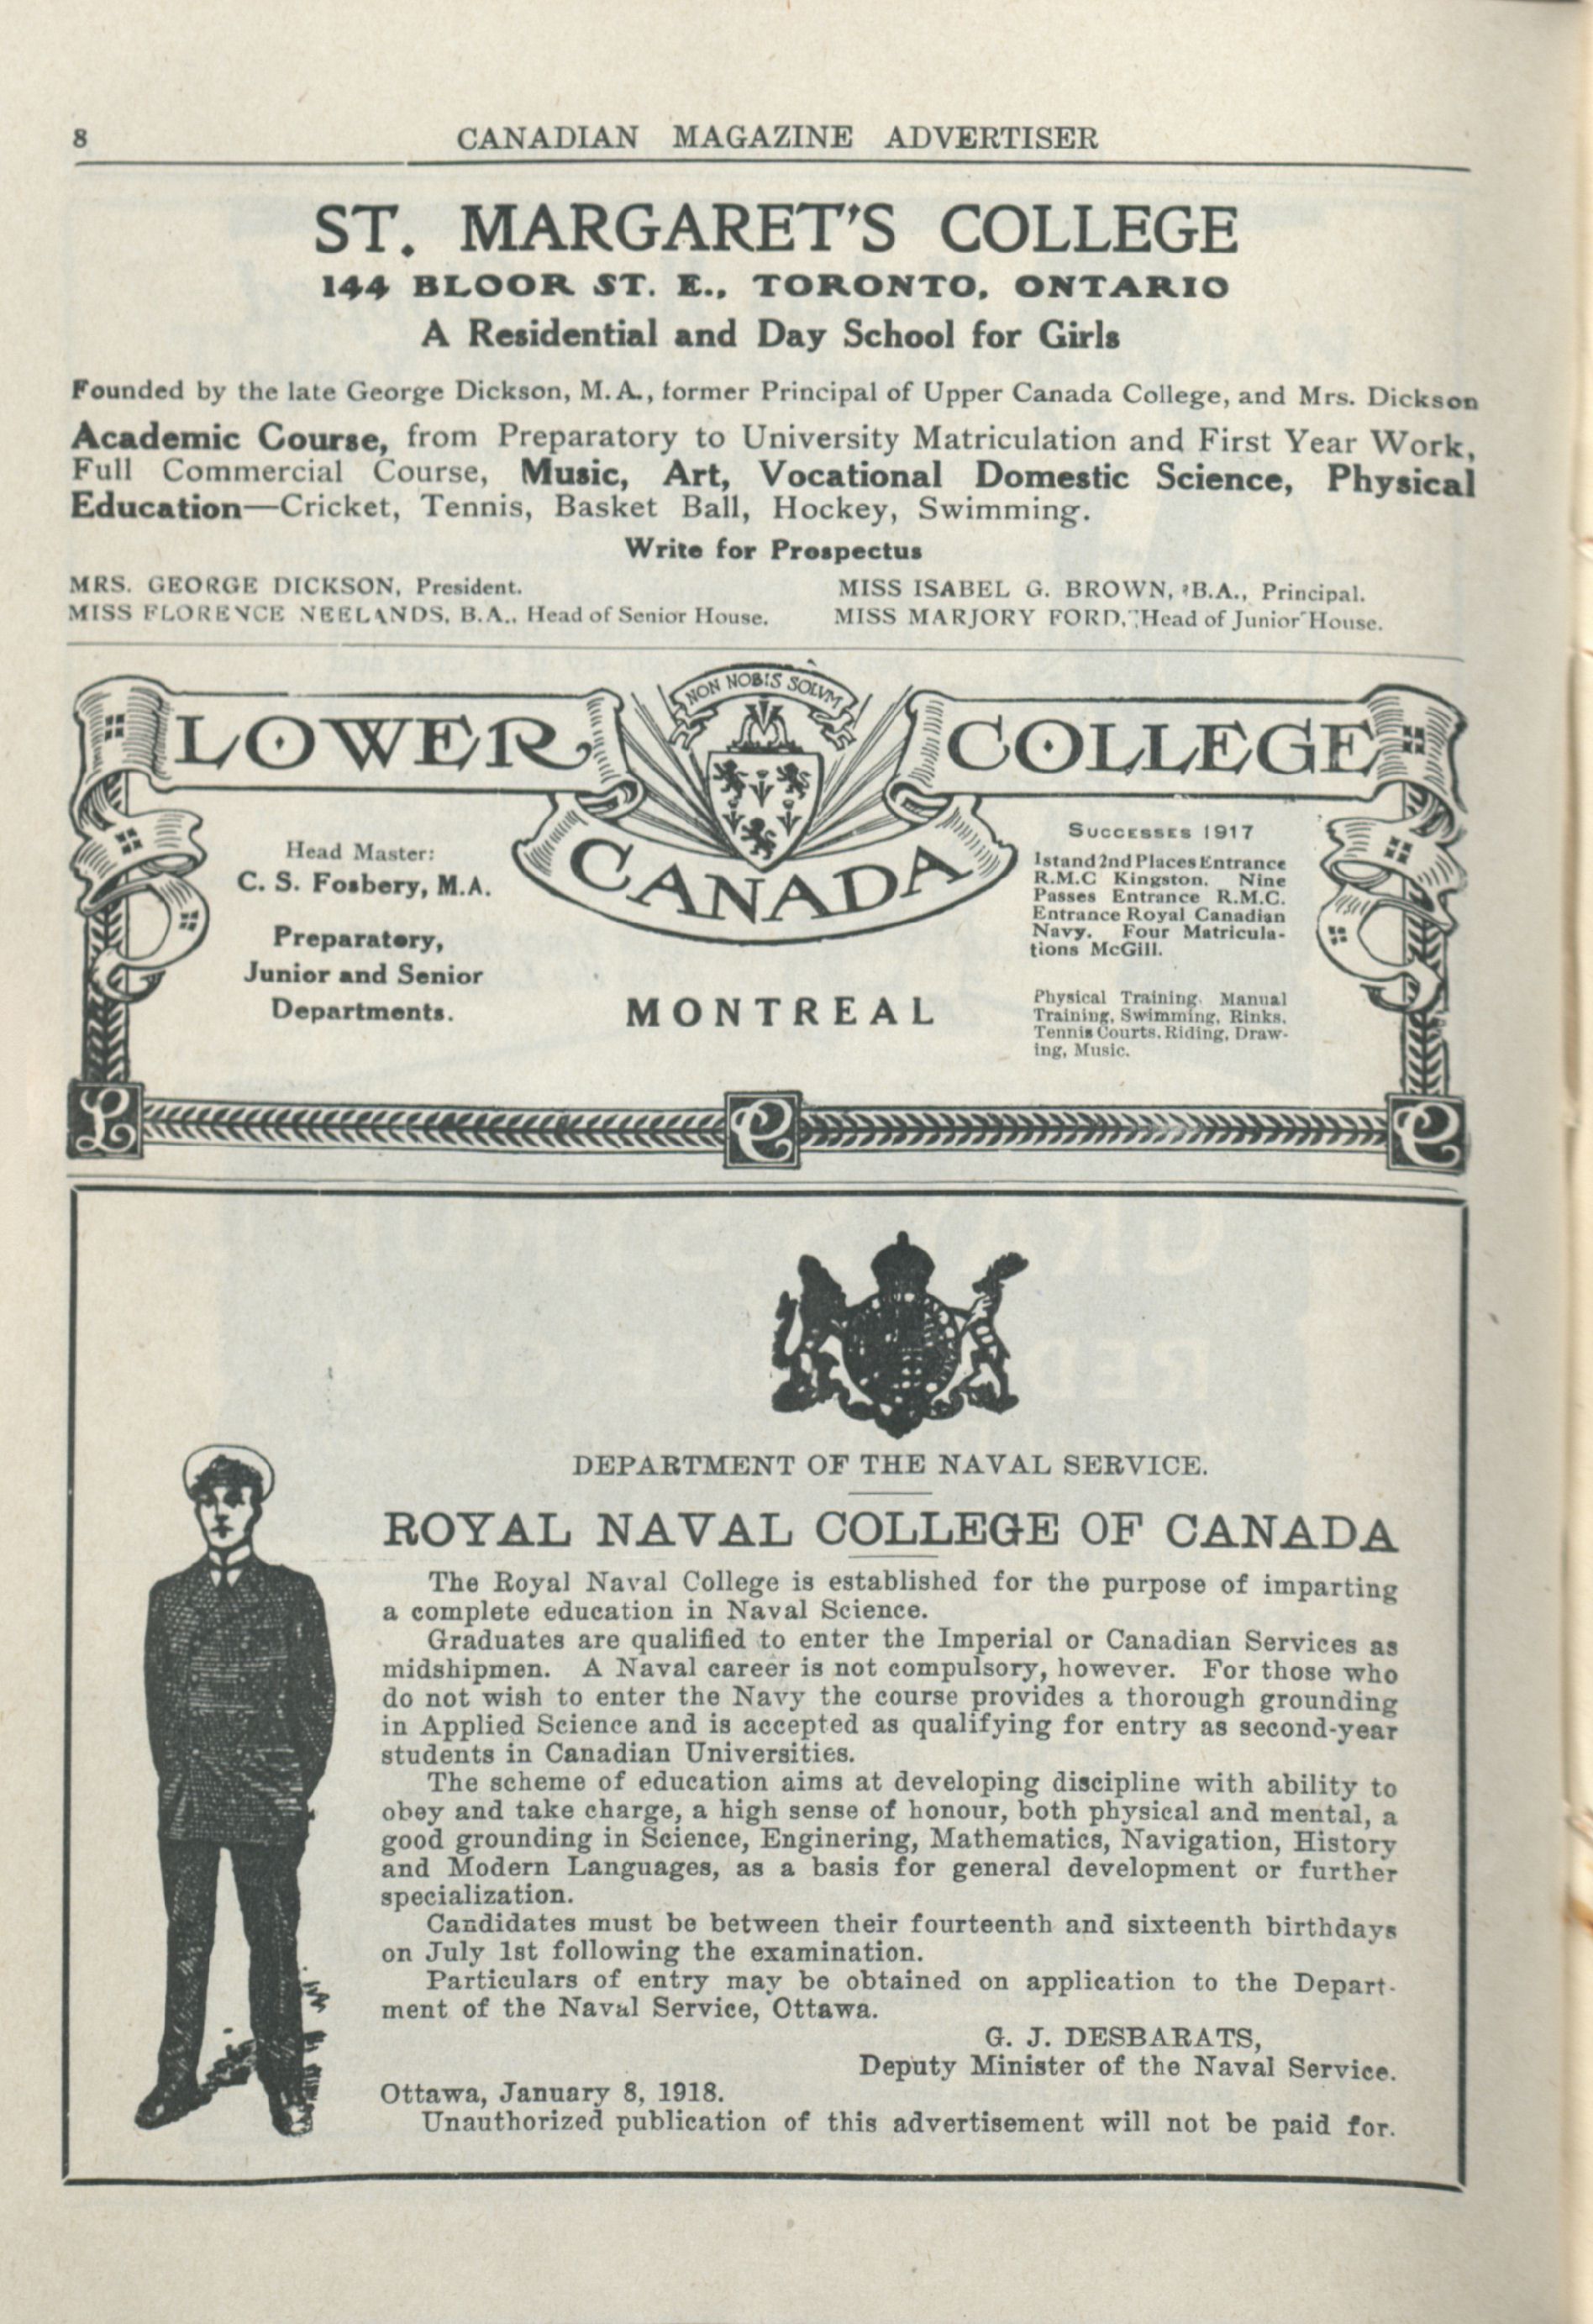 8
CANADIAN MAGAZINE ADVERTISER
ST. MARGARET'S COLLEGE
144 BLOOR ST. E., TORONTO, ONTARIO
A Residential and Day School for Girls
Founded by the late George Dickson, M.A., former Principal of Upper Canada College, and Mrs. Dickson
Academic Course, from Preparatory to University Matriculation and First Year Work,
Full Commercial Course, Music, Art, Vocational Domestic Science, Physical
Education—Cricket, Tennis, Basket Ball, Hockey, Swimming.
Write for Prospectus
MRS. GEORGE DICKSON, President.
MISS ISABEL G. BROWN, B.A., Principal.
MISS FLORENCE NEELANDS, B.A., Head of Senior House.
MISS MARJORY FORD, Head of Junior House.
NON NOBIS SOLVM
LOWER
CANADA
COLLEGE
Head Master:
C. S. Fosbery, M.A.
Preparatory,
Junior and Senior
Departments.
MONTREAL
SUCCESSES 1917
1st and 2nd Places Entrance
R.M.C Kingston. Nine
Passes Entrance R.M.C.
Entrance Royal Canadian
Navy. Four Matricula-
tions McGill.
Physical Training, Manual
Training, Swimming, Rinks,
Tennis Courts, Riding, Draw-
ing, Music.
L C C
DEPARTMENT OF THE NAVAL SERVICE.
ROYAL NAVAL COLLEGE OF CANADA
The Royal Naval College is established for the purpose of imparting
a complete education in Naval Science.
Graduates are qualified to enter the Imperial or Canadian Services as
midshipmen. A Naval career is not compulsory, however. For those who
do not wish to enter the Navy the course provides a thorough grounding
in Applied Science and is accepted as qualifying for entry as second-year
students in Canadian Universities.
The scheme of education aims at developing discipline with ability to
obey and take charge, a high sense of honour, both physical and mental, a
good grounding in Science, Enginering, Mathematics, Navigation, History
and Modern Languages, as a basis for general development or further
specialization.
Candidates must be between their fourteenth and sixteenth birthdays
on July 1st following the examination.
Particulars of entry may be obtained on application to the Depart-
ment of the Naval Service, Ottawa.
G. J. DESBARATS,
Deputy Minister of the Naval Service.
Ottawa, January 8, 1918.
Unauthorized publication of this advertisement will not be paid for.